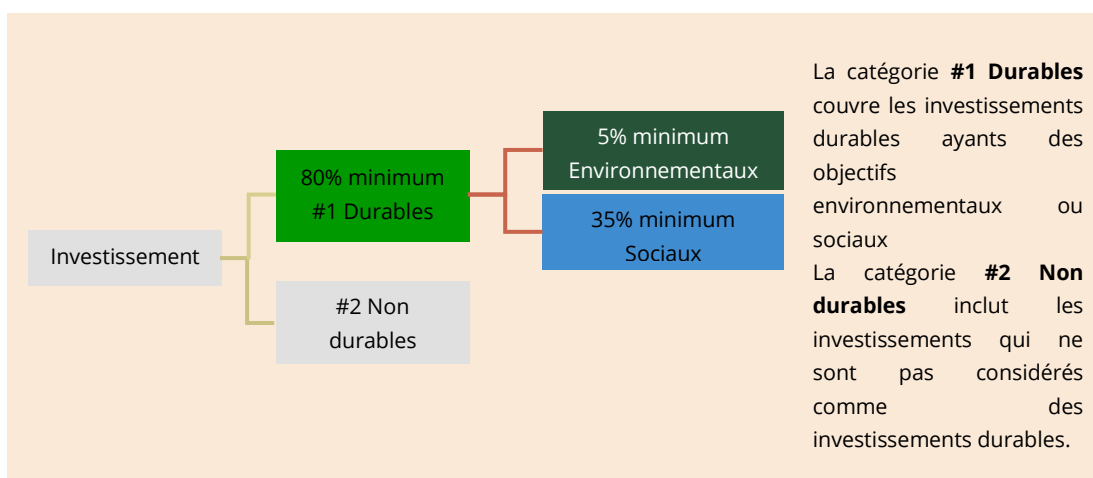 Investissement
80% minimum
#1 Durables
#2 Non
durables
5% minimum
Environnementaux
35% minimum
Sociaux
La catégorie #1 Durables
couvre les investissements
durables ayants des
objectifs
environnementaux ou
sociaux
La catégorie #2 Non
durables inclut les
investissements qui ne
sont pas considérés
comme des
investissements durables.